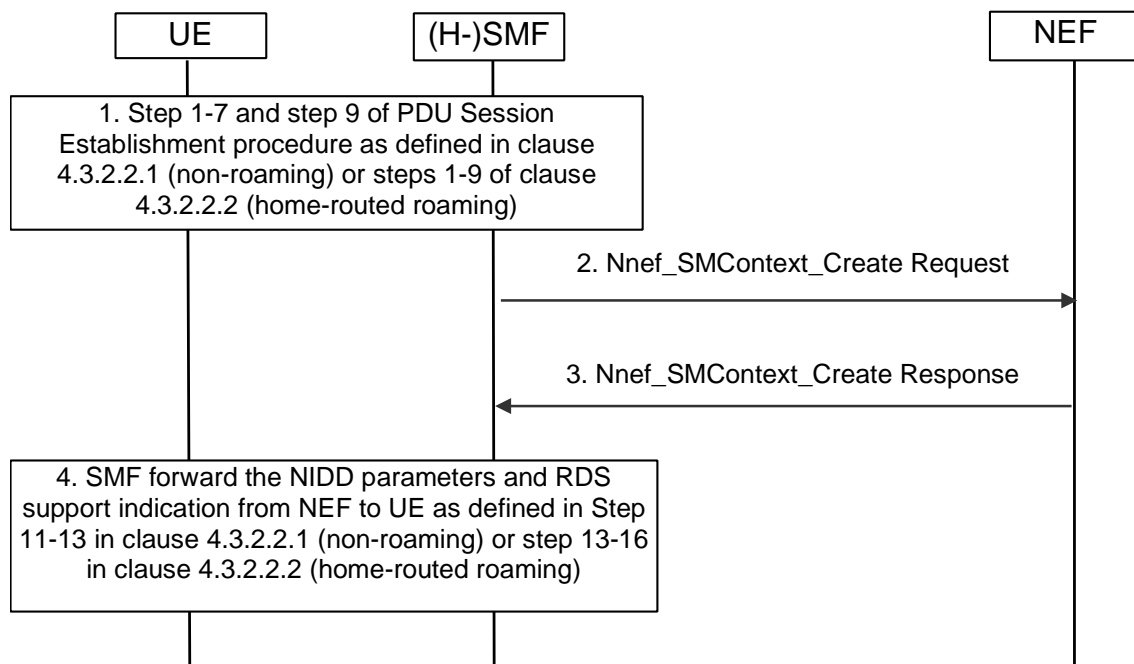 UE
(H-)SMF
NEF
1. Step 1-7 and step 9 of PDU Session
Establishment procedure as defined in clause
4.3.2.2.1 (non-roaming) or steps 1-9 of clause
4.3.2.2.2 (home-routed roaming)
2. Nnef_SMContext_Create Request
3. Nnef_SMContext_Create Response
4. SMF forward the NIDD parameters and RDS
support indication from NEF to UE as defined in Step
11-13 in clause 4.3.2.2.1 (non-roaming) or step 13-16
in clause 4.3.2.2.2 (home-routed roaming)